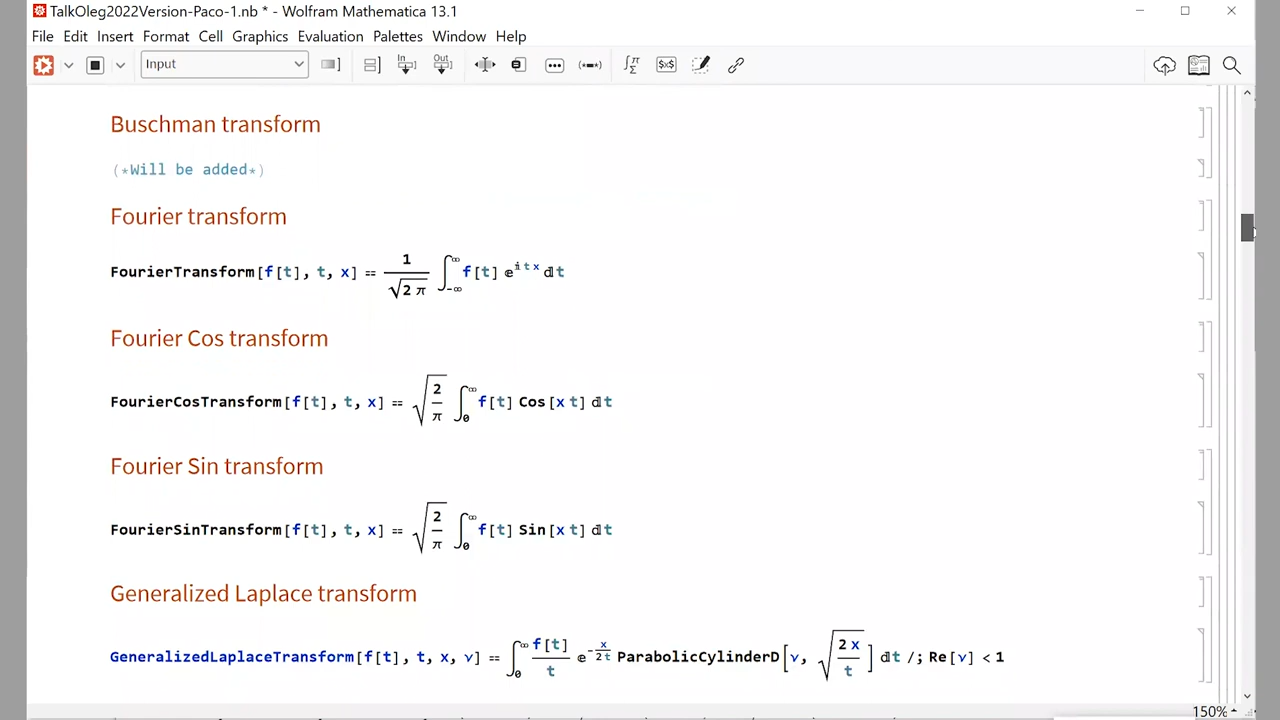 TalkOleg2022Version-Paco-1.nb * - Wolfram Mathematica 13.1
File Edit Insert Format Cell Graphics Evaluation Palettes Window Help
Input In Out ∫π Σ $x$
Buschman transform
(*Will be added*)
Fourier transform
FourierTransform[f[t], t, x] == 1/√(2 π) ∫_{-∞}^{∞} f[t] ⅇ^{ⅈ t x} ⅆt
Fourier Cos transform
FourierCosTransform[f[t], t, x] == √(2/π) ∫_0^∞ f[t] Cos[x t] ⅆt
Fourier Sin transform
FourierSinTransform[f[t], t, x] == √(2/π) ∫_0^∞ f[t] Sin[x t] ⅆt
Generalized Laplace transform
GeneralizedLaplaceTransform[f[t], t, x, ν] == ∫_0^∞ f[t]/t ⅇ^{-x/(2 t)} ParabolicCylinderD[ν, √(2 x/t)] ⅆt /; Re[ν] < 1
150%